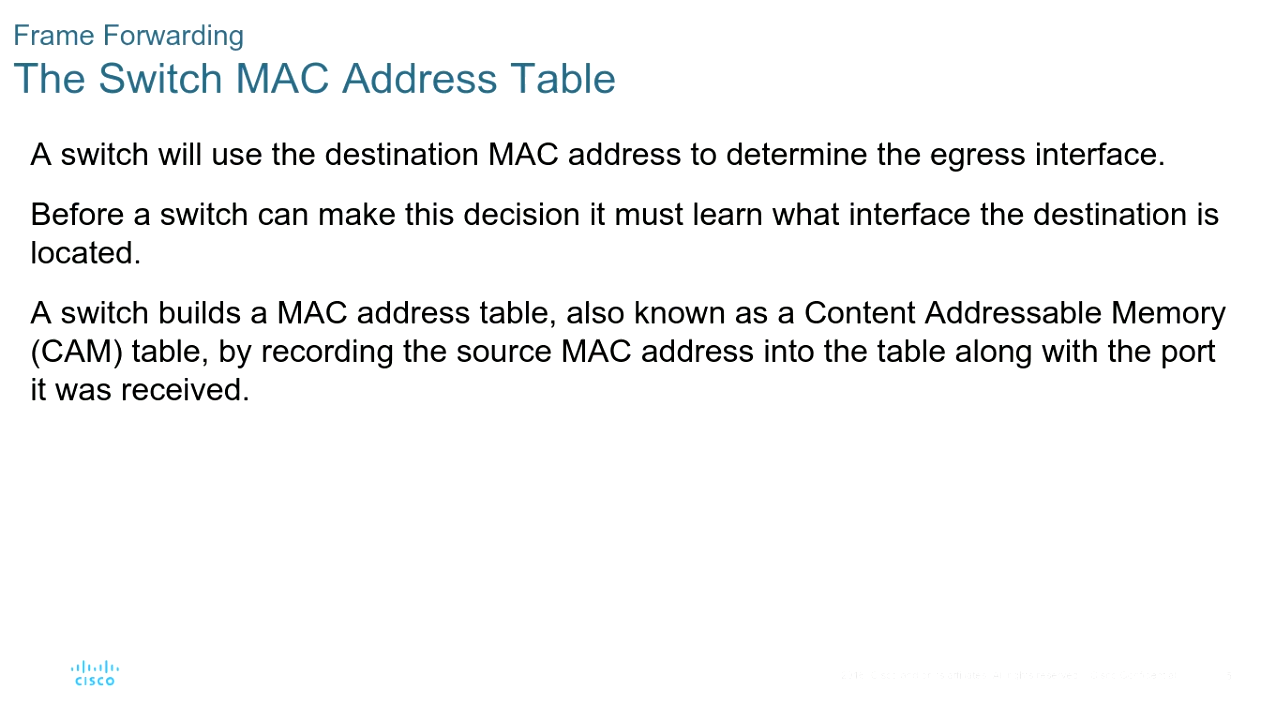 Frame Forwarding
The Switch MAC Address Table
A switch will use the destination MAC address to determine the egress interface.
Before a switch can make this decision it must learn what interface the destination is
located.
A switch builds a MAC address table, also known as a Content Addressable Memory
(CAM) table, by recording the source MAC address into the table along with the port
it was received.
CISCO